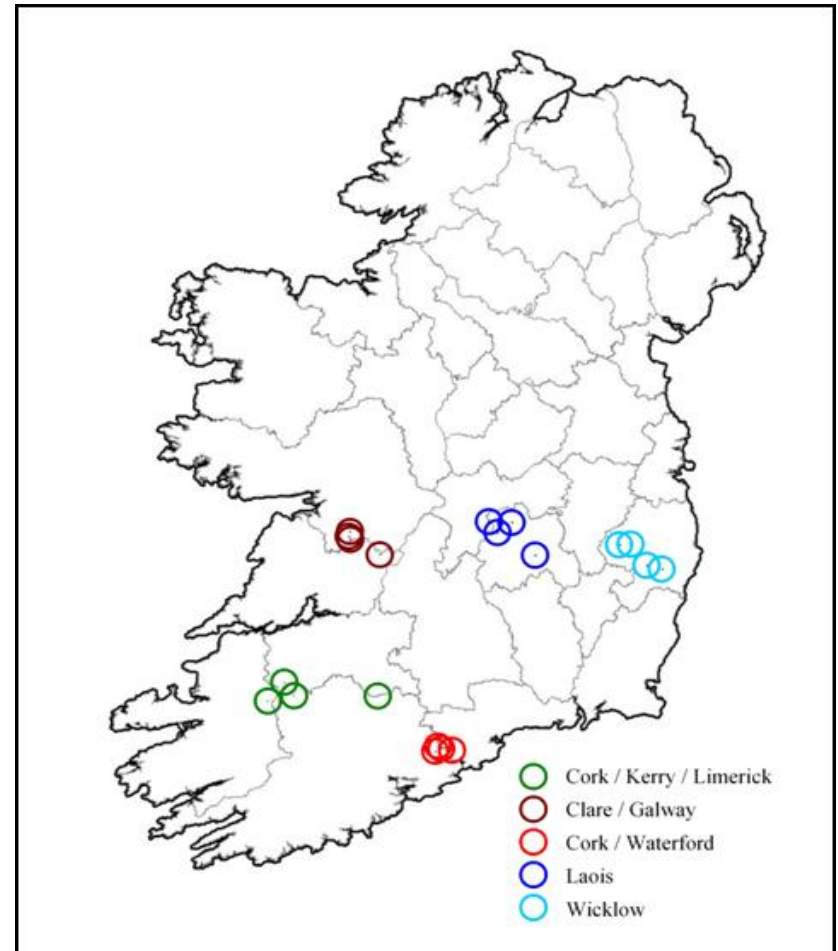 Cork / Kerry / Limerick
Clare / Galway
Cork / Waterford
Laois
Wicklow